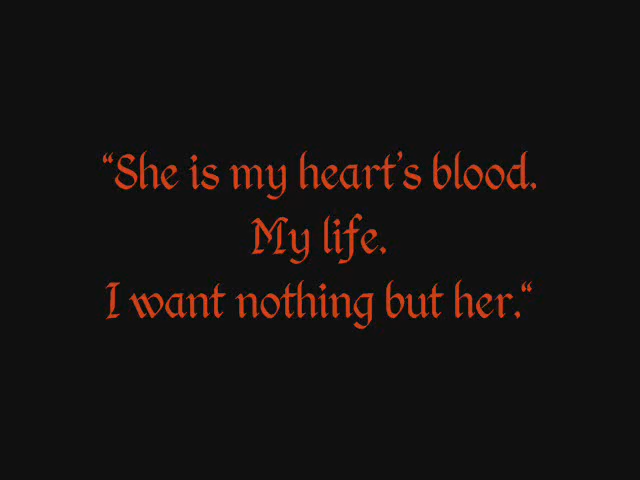 “She is my heart’s blood.
My life.
I want nothing but her.“